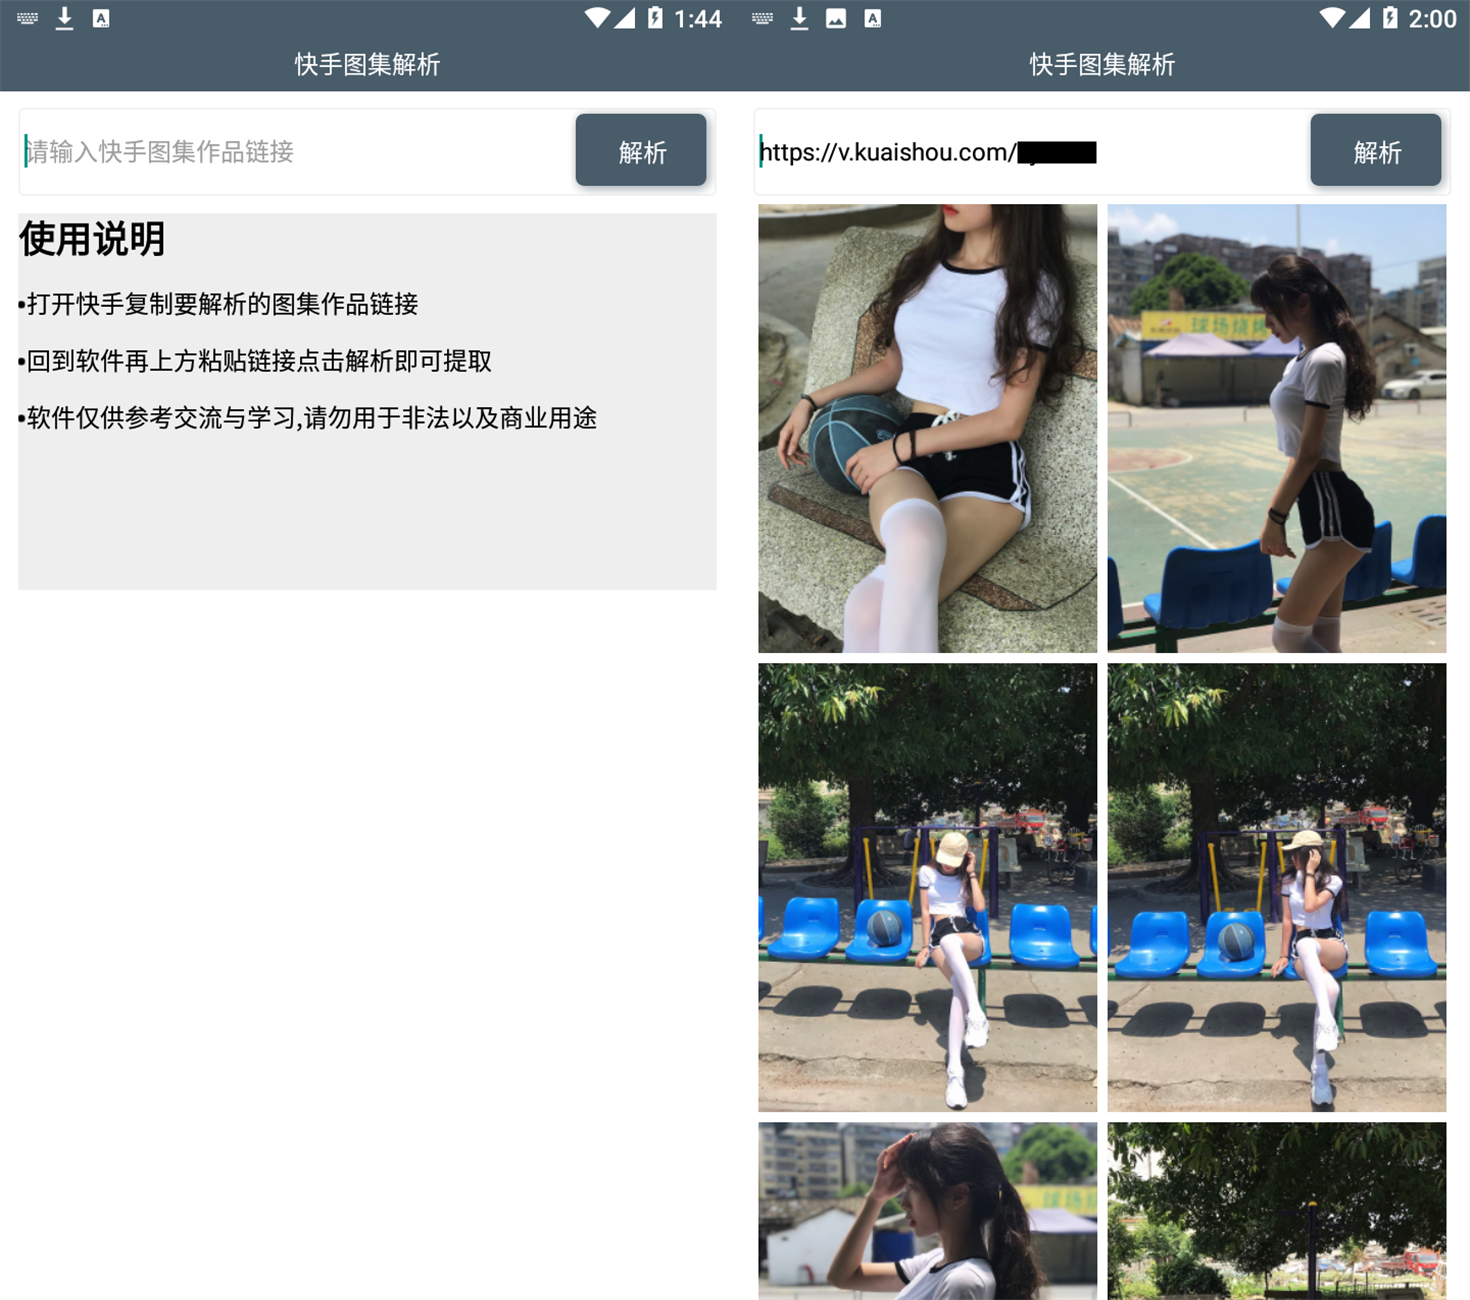 1:44
快手图集解析
请输入快手图集作品链接
解析
使用说明
•打开快手复制要解析的图集作品链接
•回到软件再上方粘贴链接点击解析即可提取
•软件仅供参考交流与学习,请勿用于非法以及商业用途
2:00
快手图集解析
https://v.kuaishou.com/
解析
球场烧烤
球场